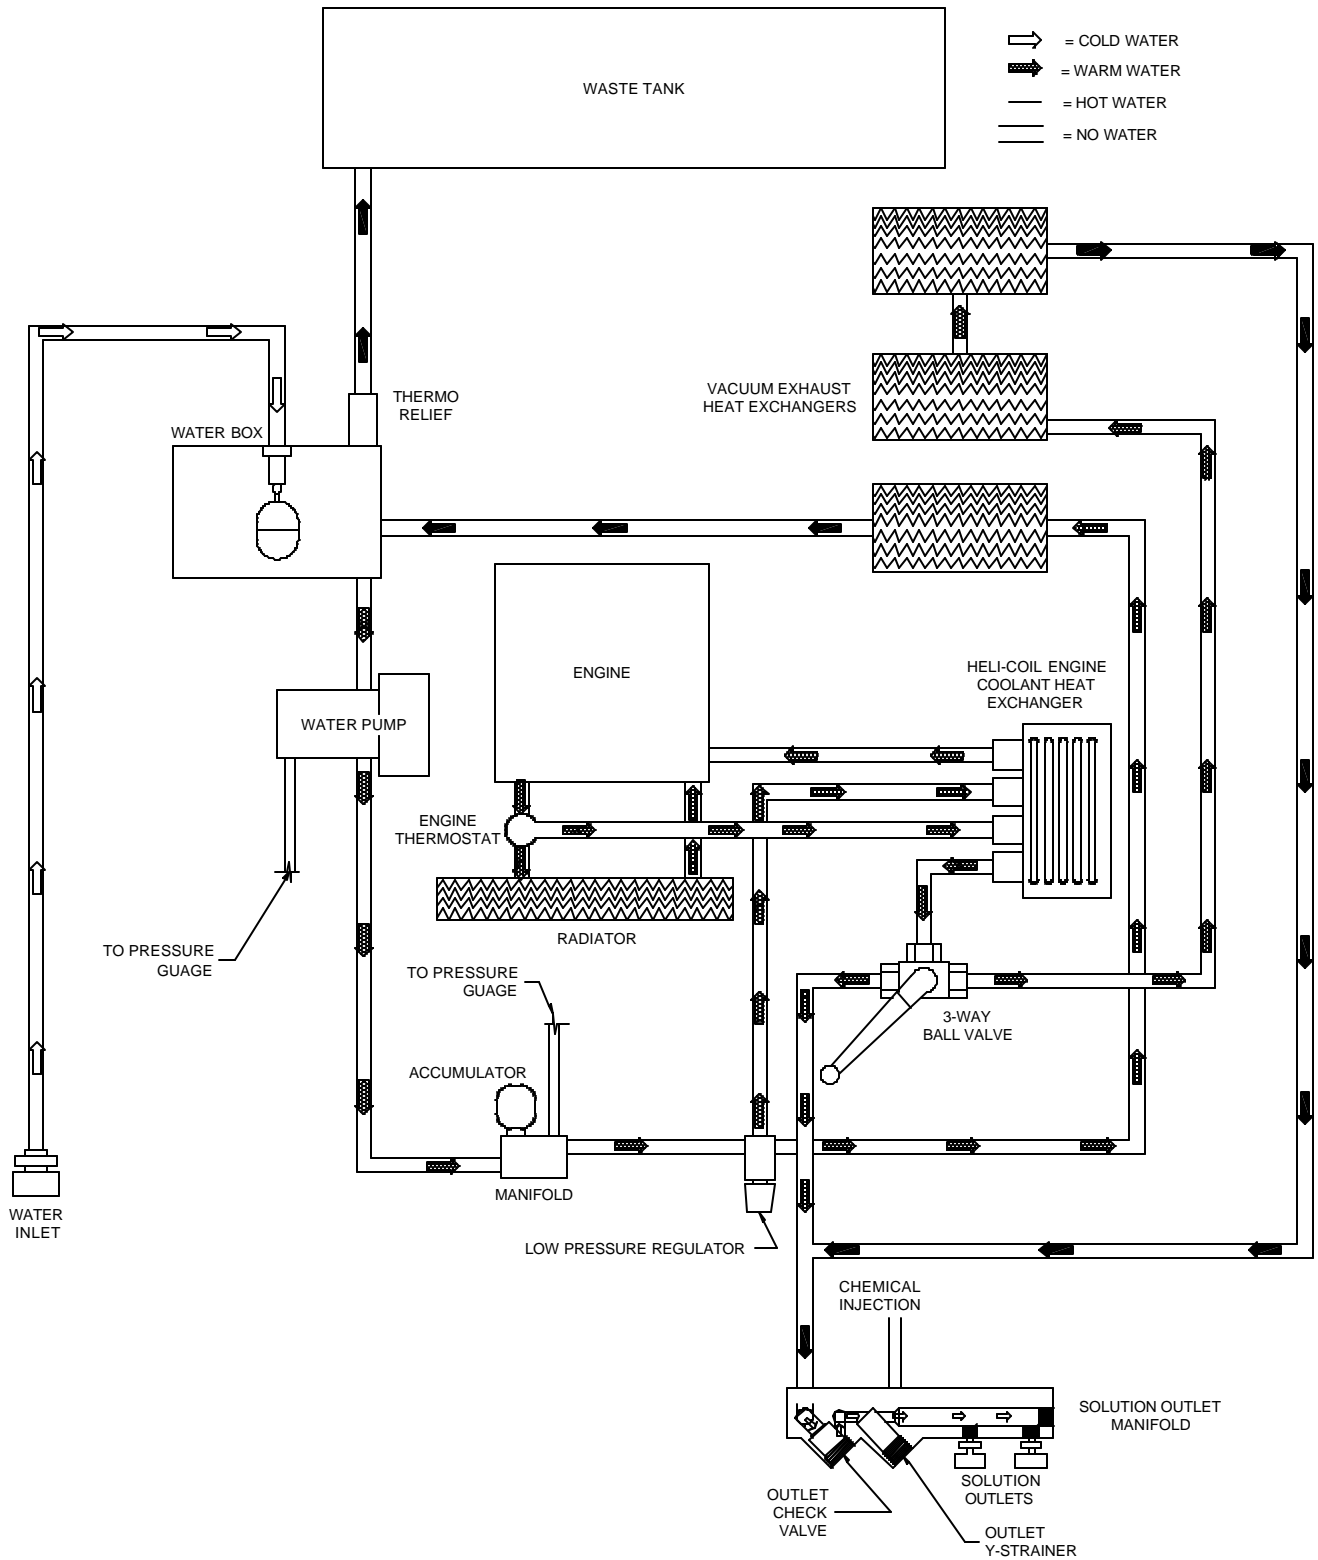 = COLD WATER
= WARM WATER
= HOT WATER
= NO WATER
WASTE TANK
THERMO
RELIEF
WATER BOX
VACUUM EXHAUST
HEAT EXCHANGERS
ENGINE
HELI-COIL ENGINE
COOLANT HEAT
EXCHANGER
WATER PUMP
ENGINE
THERMOSTAT
RADIATOR
TO PRESSURE
GUAGE
TO PRESSURE
GUAGE
3-WAY
BALL VALVE
ACCUMULATOR
MANIFOLD
WATER
INLET
LOW PRESSURE REGULATOR
CHEMICAL
INJECTION
SOLUTION OUTLET
MANIFOLD
SOLUTION
OUTLETS
OUTLET
CHECK
VALVE
OUTLET
Y-STRAINER